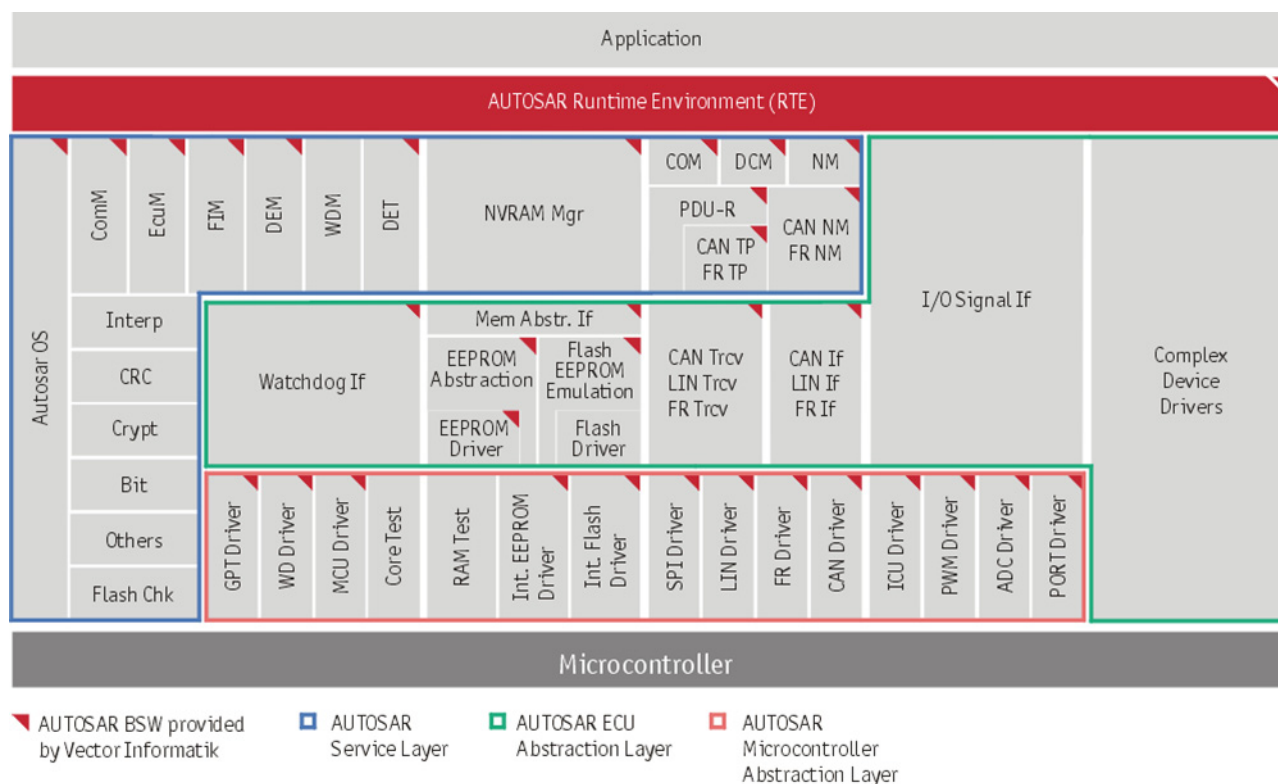 Application
AUTOSAR Runtime Environment (RTE)
Autosar OS
ComM
EcuM
FIM
DEM
WDM
DET
NVRAM Mgr
COM
DCM
NM
PDU-R
CAN TP
FR TP
CAN NM
FR NM
I/O Signal If
Complex
Device
Drivers
Interp
CRC
Crypt
Bit
Others
Flash Chk
Watchdog If
Mem Abstr. If
EEPROM
Abstraction
EEPROM
Driver
Flash
EEPROM
Emulation
Flash
Driver
CAN Trcv
LIN Trcv
FR Trcv
CAN If
LIN If
FR If
GPT Driver
WD Driver
MCU Driver
Core Test
RAM Test
Int. EEPROM
Driver
Int. Flash
Driver
SPI Driver
LIN Driver
FR Driver
CAN Driver
ICU Driver
PWM Driver
ADC Driver
PORT Driver
Microcontroller
AUTOSAR BSW provided
by Vector Informatik
AUTOSAR
Service Layer
AUTOSAR ECU
Abstraction Layer
AUTOSAR
Microcontroller
Abstraction Layer